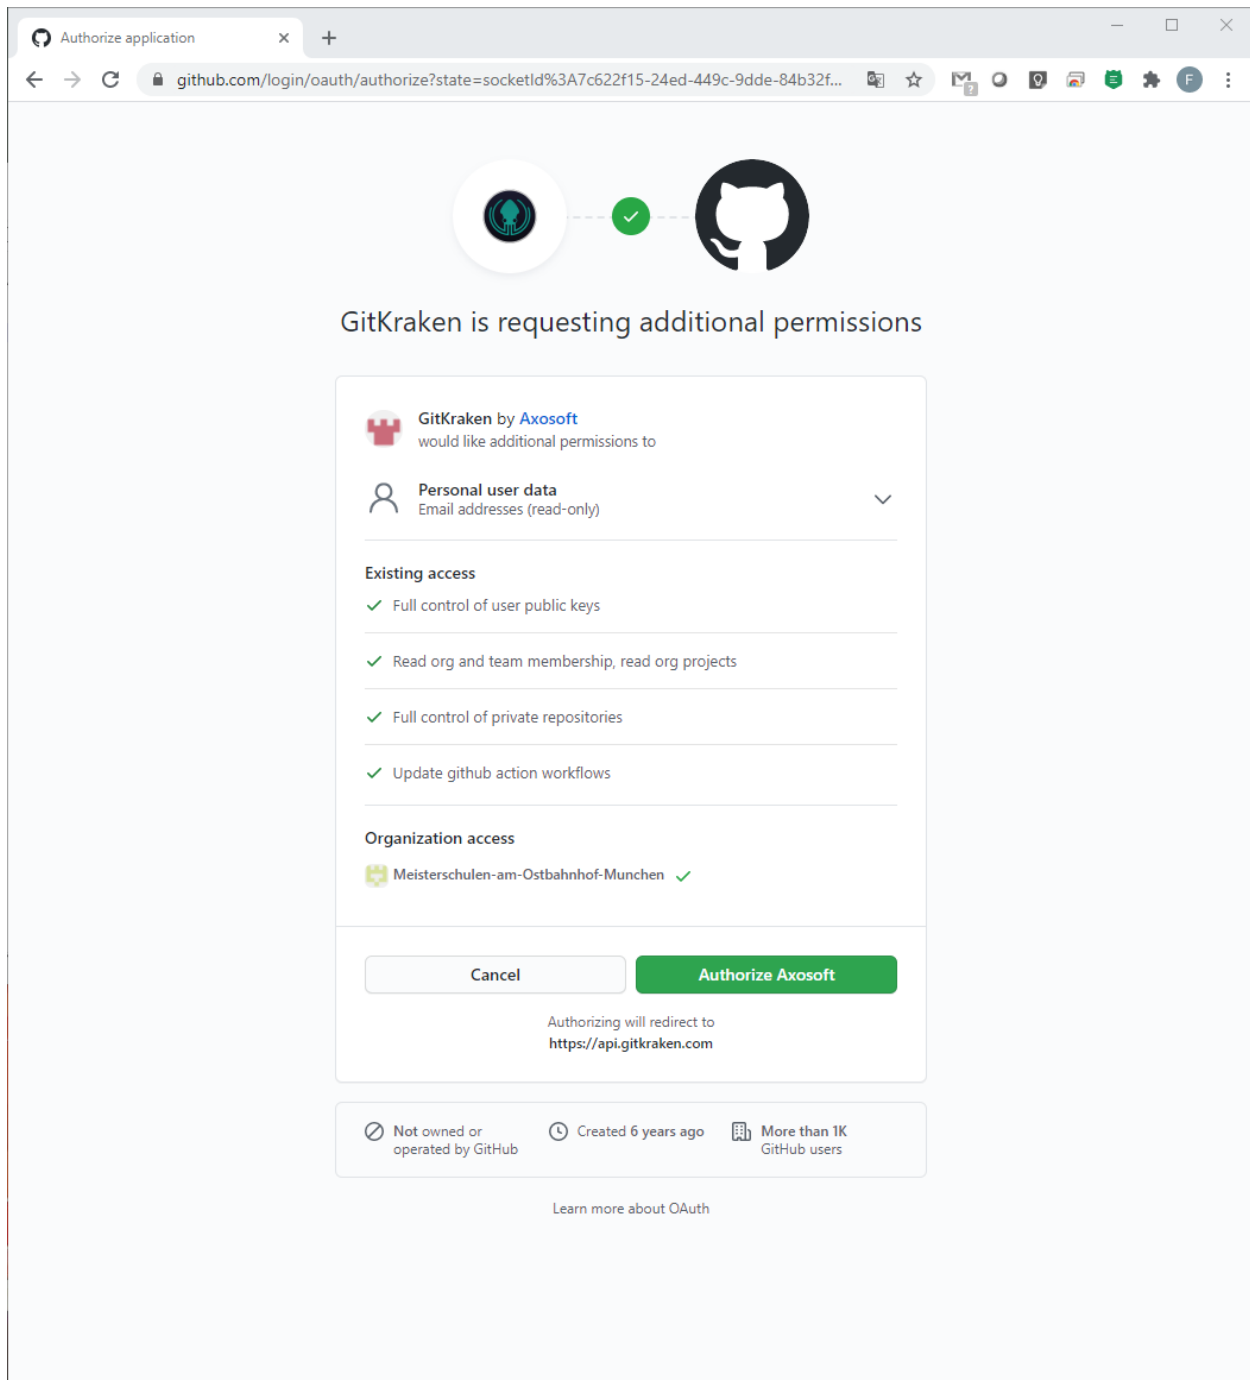 Authorize application
github.com/login/oauth/authorize?state=socketId%3A7c622f15-24ed-449c-9dde-84b32f...
F
GitKraken is requesting additional permissions
GitKraken by Axosoft
would like additional permissions to
Personal user data
Email addresses (read-only)
Existing access
Full control of user public keys
Read org and team membership, read org projects
Full control of private repositories
Update github action workflows
Organization access
Meisterschulen-am-Ostbahnhof-Munchen
Cancel
Authorize Axosoft
Authorizing will redirect to
https://api.gitkraken.com
Not owned or
operated by GitHub
Created 6 years ago
More than 1K
GitHub users
Learn more about OAuth